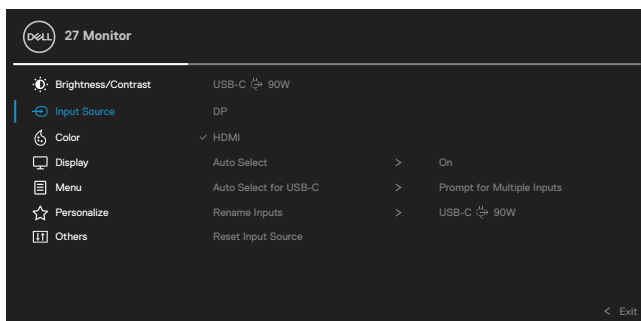 DELL 27 Monitor
Brightness/Contrast USB-C 90W
Input Source DP
Color ✓ HDMI
Display Auto Select > On
Menu Auto Select for USB-C > Prompt for Multiple Inputs
Personalize Rename Inputs > USB-C 90W
Others Reset Input Source
< Exit